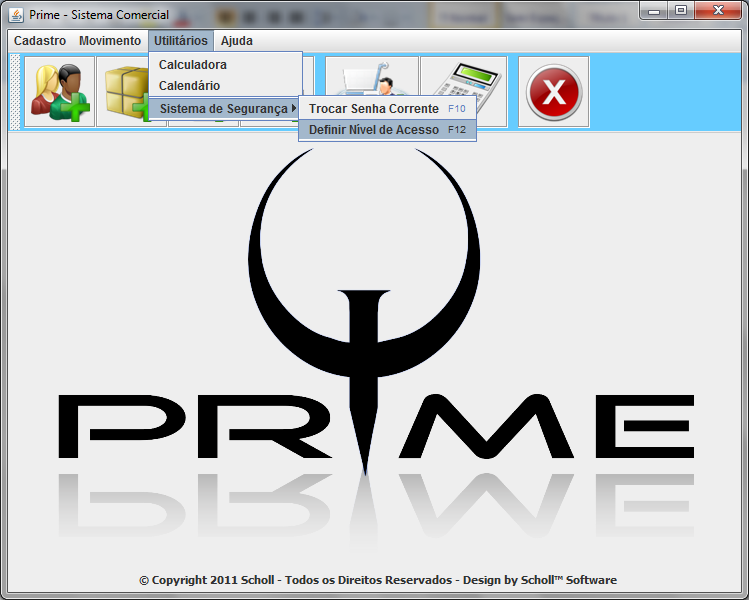 Prime - Sistema Comercial
Cadastro Movimento Utilitários Ajuda
Calculadora
Calendário
Sistema de Segurança
Trocar Senha Corrente F10
Definir Nível de Acesso F12
PRIME
© Copyright 2011 Scholl - Todos os Direitos Reservados - Design by Scholl™ Software